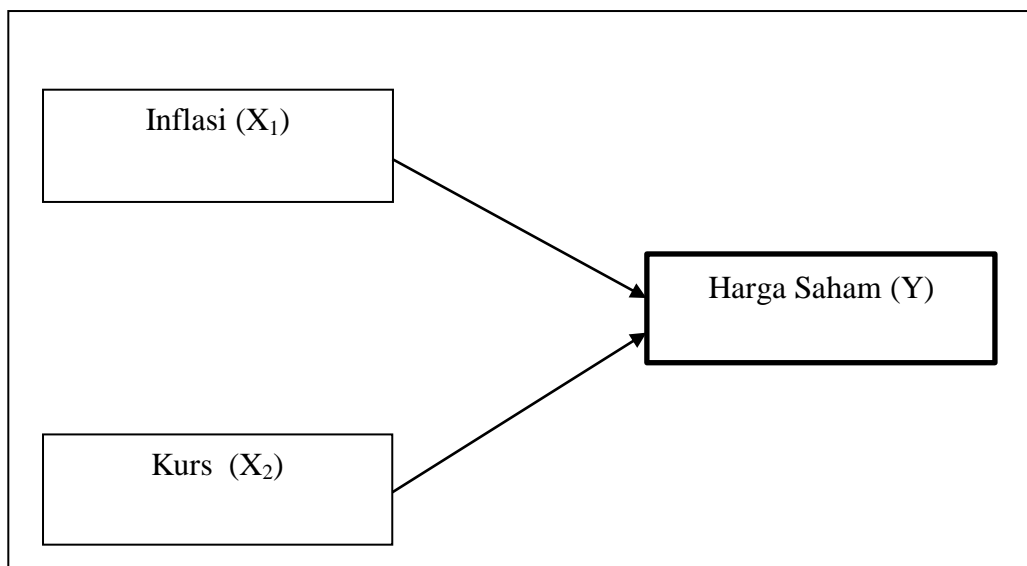 Inflasi (X₁)
Harga Saham (Y)
Kurs  (X₂)